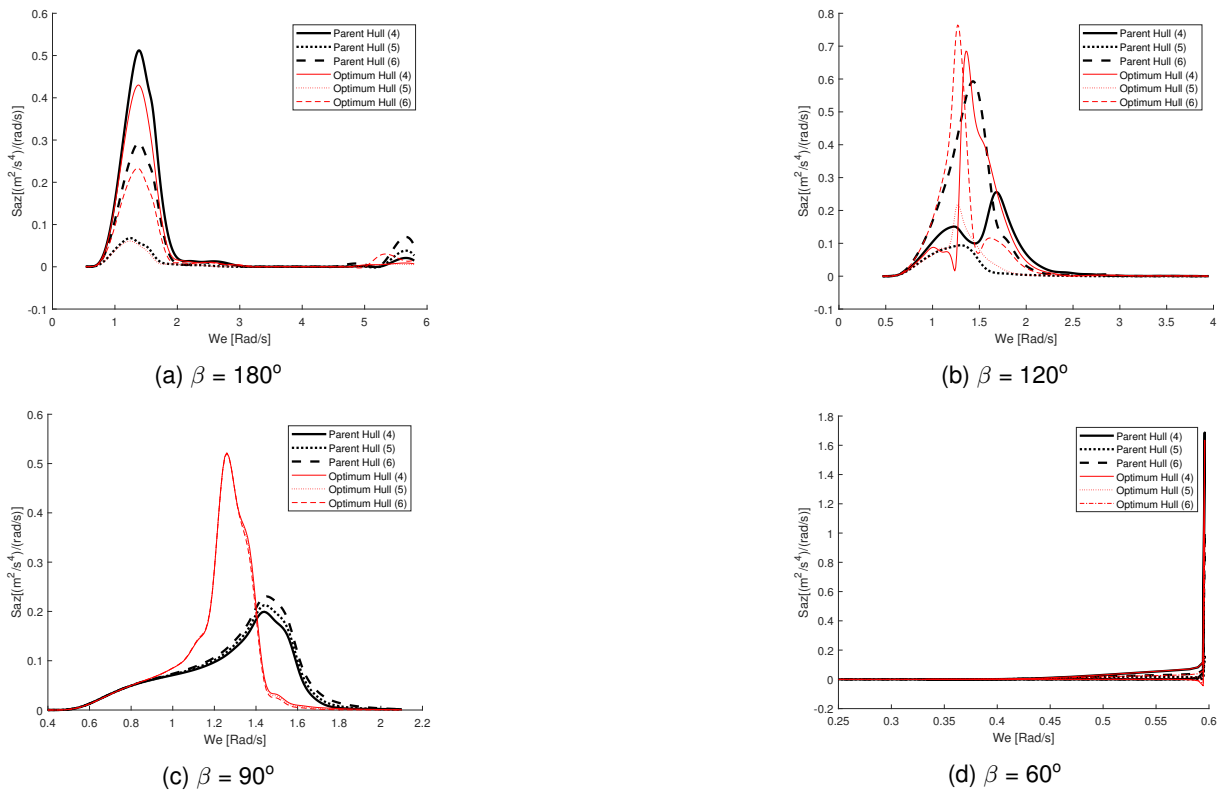 0.6
0.5
0.4
0.3
0.2
0.1
0
-0.1
Saz[(m²/s⁴)/(rad/s)]
0 1 2 3 4 5 6
We [Rad/s]
Parent Hull (4)
Parent Hull (5)
Parent Hull (6)
Optimum Hull (4)
Optimum Hull (5)
Optimum Hull (6)
(a) β = 180º
0.8
0.7
0.6
0.5
0.4
0.3
0.2
0.1
0
-0.1
Saz[(m²/s⁴)/(rad/s)]
0 0.5 1 1.5 2 2.5 3 3.5 4
We [Rad/s]
Parent Hull (4)
Parent Hull (5)
Parent Hull (6)
Optimum Hull (4)
Optimum Hull (5)
Optimum Hull (6)
(b) β = 120º
0.6
0.5
0.4
0.3
0.2
0.1
0
Saz[(m²/s⁴)/(rad/s)]
0.4 0.6 0.8 1 1.2 1.4 1.6 1.8 2 2.2
We [Rad/s]
Parent Hull (4)
Parent Hull (5)
Parent Hull (6)
Optimum Hull (4)
Optimum Hull (5)
Optimum Hull (6)
(c) β = 90º
1.8
1.6
1.4
1.2
1
0.8
0.6
0.4
0.2
0
-0.2
Saz[(m²/s⁴)/(rad/s)]
0.25 0.3 0.35 0.4 0.45 0.5 0.55 0.6
We [Rad/s]
Parent Hull (4)
Parent Hull (5)
Parent Hull (6)
Optimum Hull (4)
Optimum Hull (5)
Optimum Hull (6)
(d) β = 60º